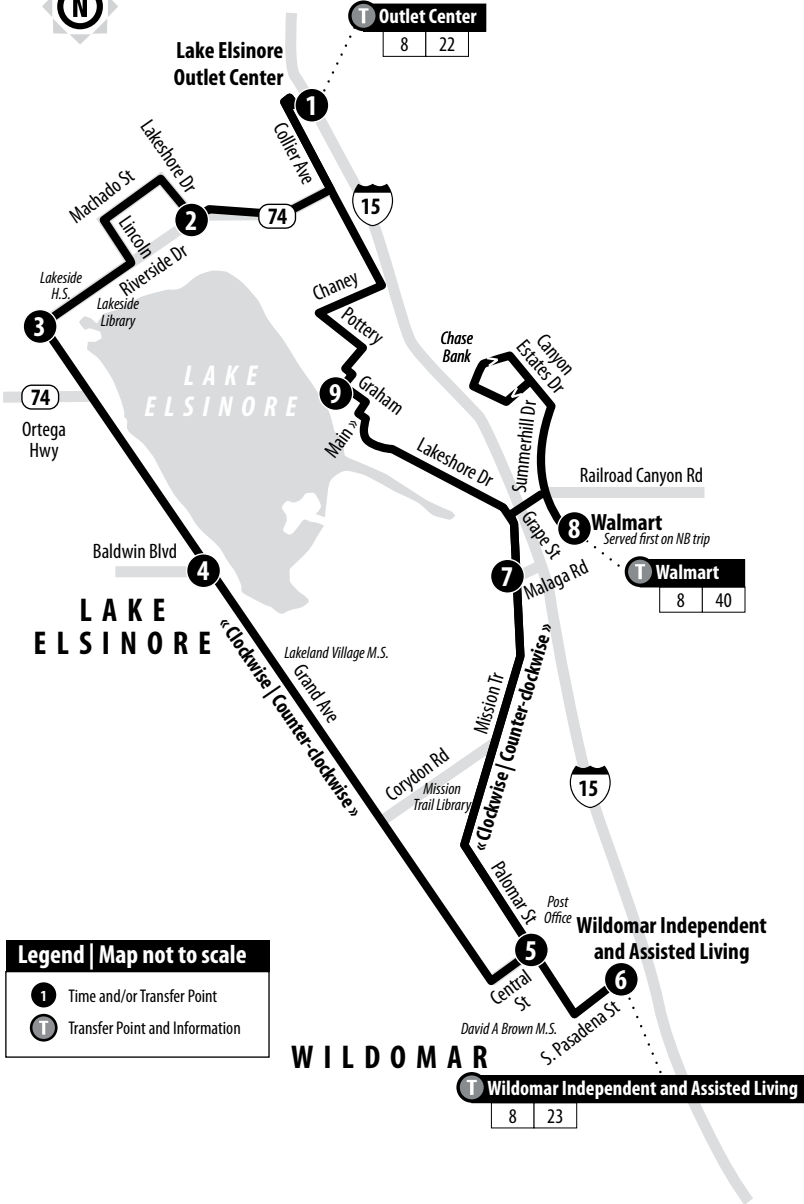 N
T Outlet Center
8 22
Lake Elsinore
Outlet Center
1
Collier Ave
Lakeshore Dr
Machado St
2
74
15
Lincoln
Riverside Dr
Lakeside
H.S.
Lakeside
Library
3
Chaney
Pottery
Chase
Bank
Canyon
Estates Dr
LAKE
ELSINORE
9
Graham
Main »
74
Ortega
Hwy
Lakeshore Dr
Summerhill Dr
Railroad Canyon Rd
Grape St
8 Walmart
Served first on NB trip
T Walmart
8 40
7
Malaga Rd
Baldwin Blvd
4
LAKE
ELSINORE
« Clockwise | Counter-clockwise »
Lakeland Village M.S.
Grand Ave
Mission Tr
« Clockwise | Counter-clockwise »
Corydon Rd
Mission
Trail Library
15
Palomar St
Post
Office
5
Wildomar Independent
and Assisted Living
6
Central
St
David A Brown M.S.
S. Pasadena St
WILDOMAR
T Wildomar Independent and Assisted Living
8 23
Legend | Map not to scale
1 Time and/or Transfer Point
T Transfer Point and Information